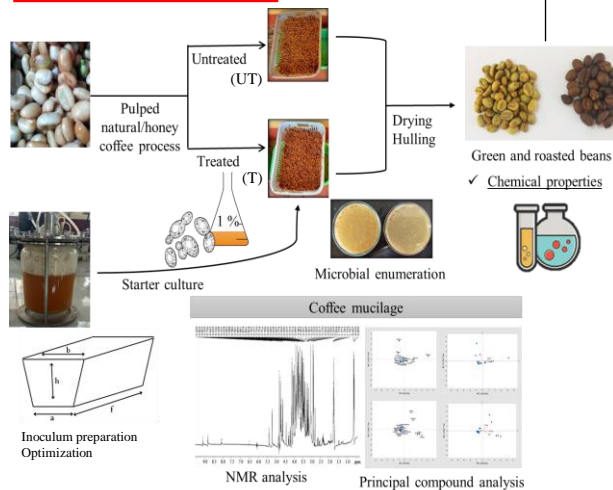 Untreated
(UT)
Pulped
natural/honey
coffee process
Treated
(T)
1 %
Starter culture
Drying
Hulling
Green and roasted beans
✓ Chemical properties
Microbial enumeration
Coffee mucilage
b
h
a
f
Inoculum preparation
Optimization
NMR analysis
Principal compound analysis